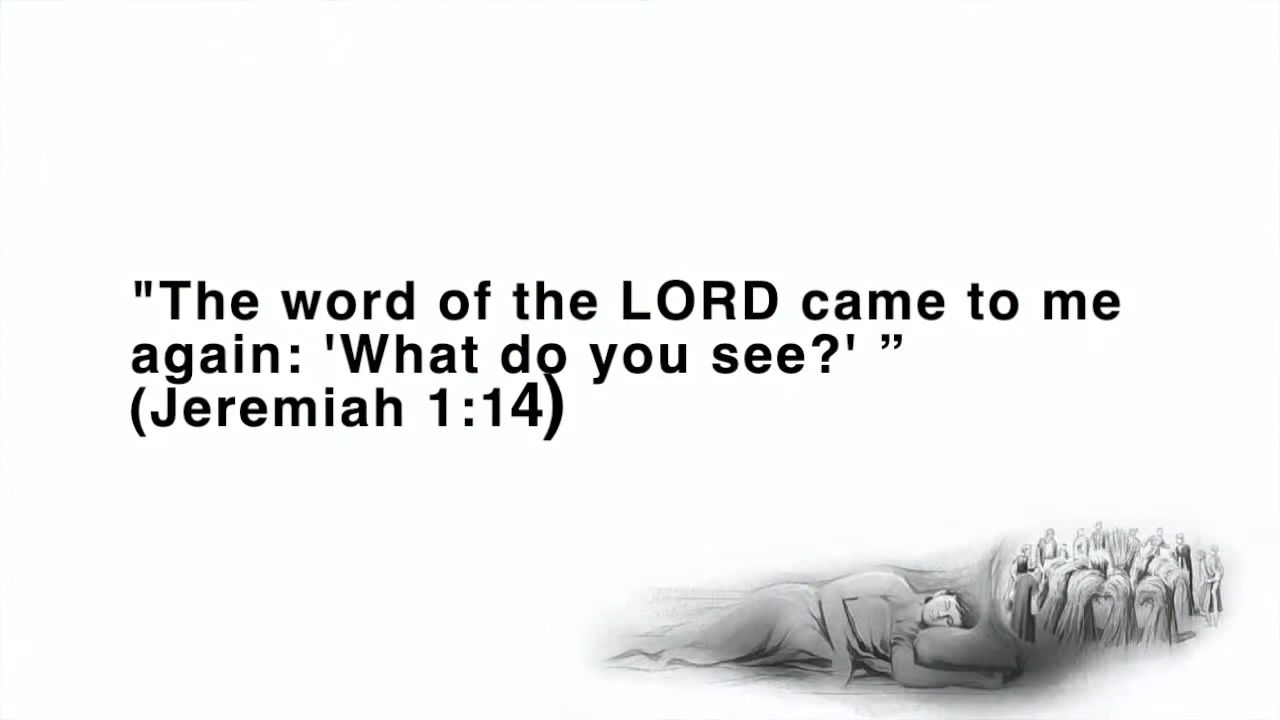 "The word of the LORD came to me
again: 'What do you see?' ”
(Jeremiah 1:14)